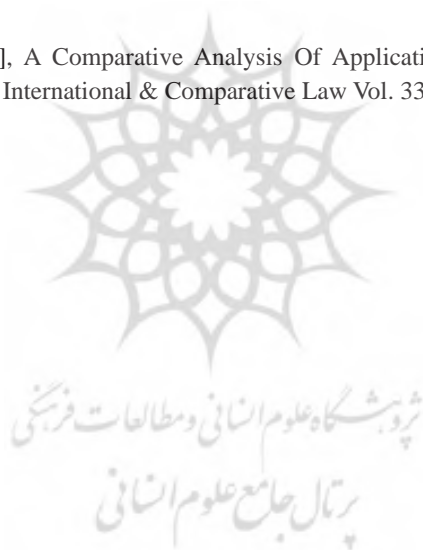 ], A Comparative Analysis Of Applicati
International & Comparative Law Vol. 33
پژوهشگاه علوم انسانی و مطالعات فرهنگی
پرتال جامع علوم انسانی